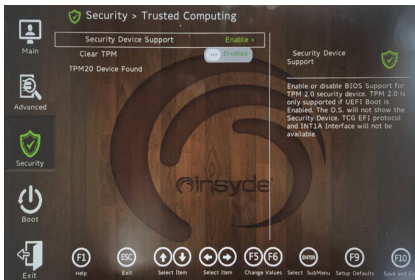 Security > Trusted Computing
Main
Advanced
Security
Boot
Exit
Security Device Support Enable >
Clear TPM Disabled
TPM20 Device Found
Security Device
Support
Enable or disable BIOS Support for
TPM 2.0 security device. TPM 2.0 is
only supported if UEFI Boot is
Enabled. The O.S. will not show the
Security Device. TCG EFI protocol
and INT1A Interface will not be
available.
insyde
F1 ESC F5 F6 ENTER F9 F10
Help Exit Select Item Select Item Change Values Select SubMenu Setup Defaults Save and Ex